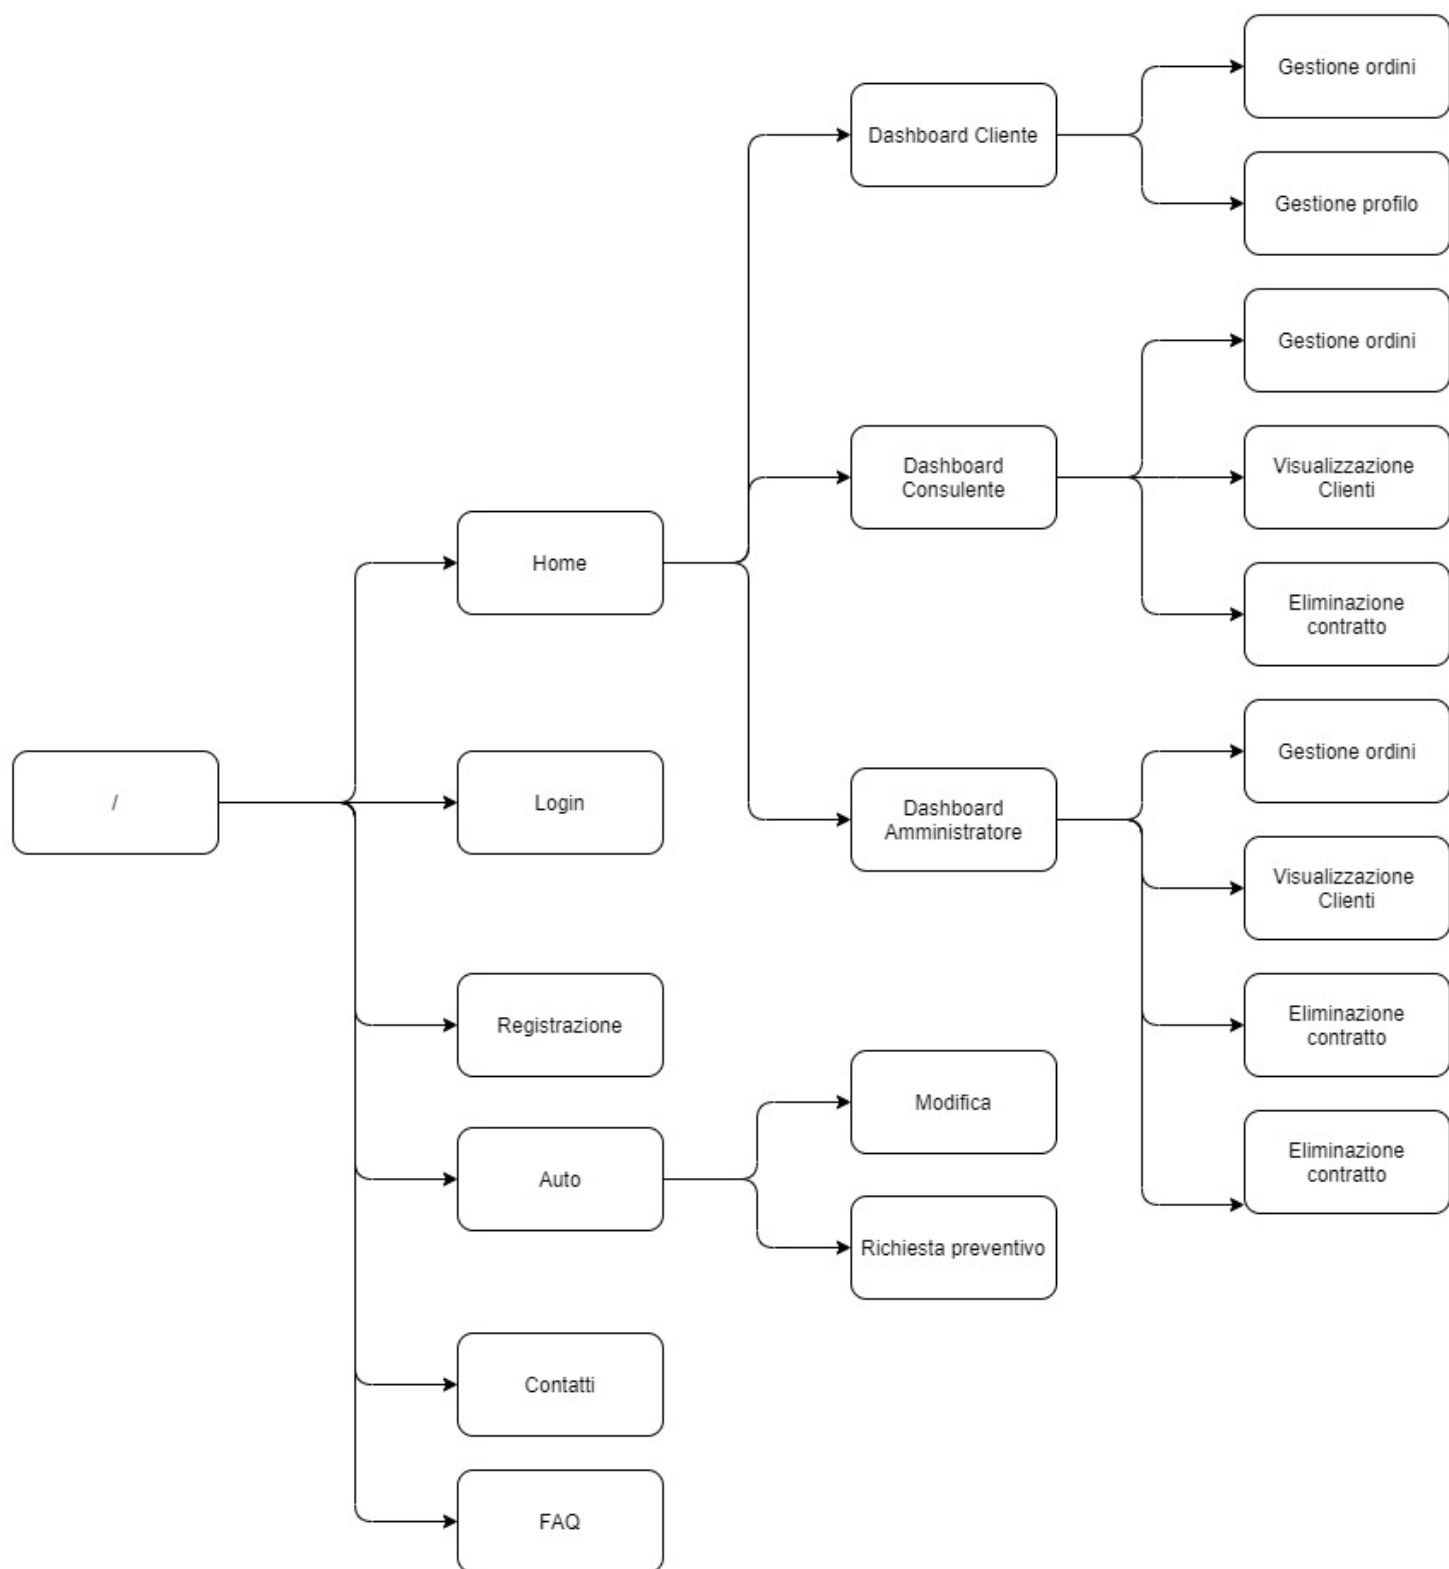 /
Home
Login
Registrazione
Auto
Contatti
FAQ
Dashboard Cliente
Dashboard
Consulente
Dashboard
Amministratore
Modifica
Richiesta preventivo
Gestione ordini
Gestione profilo
Gestione ordini
Visualizzazione
Clienti
Eliminazione
contratto
Gestione ordini
Visualizzazione
Clienti
Eliminazione
contratto
Eliminazione
contratto